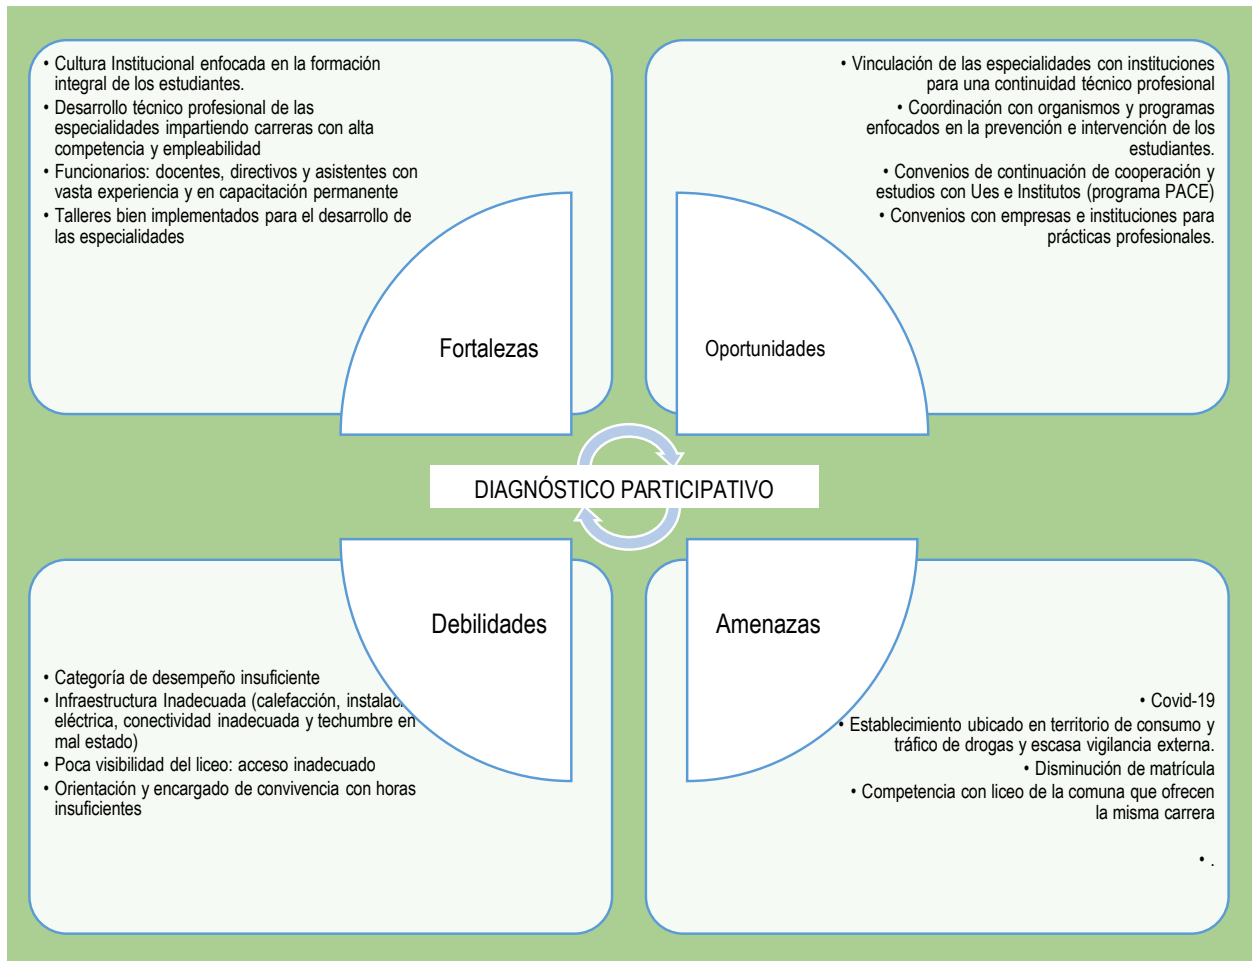 • Cultura Institucional enfocada en la formación
integral de los estudiantes.
• Desarrollo técnico profesional de las
especialidades impartiendo carreras con alta
competencia y empleabilidad
• Funcionarios: docentes, directivos y asistentes con
vasta experiencia y en capacitación permanente
• Talleres bien implementados para el desarrollo de
las especialidades
Fortalezas
• Vinculación de las especialidades con instituciones
para una continuidad técnico profesional
• Coordinación con organismos y programas
enfocados en la prevención e intervención de los
estudiantes.
• Convenios de continuación de cooperación y
estudios con Ues e Institutos (programa PACE)
• Convenios con empresas e instituciones para
prácticas profesionales.
Oportunidades
DIAGNÓSTICO PARTICIPATIVO
Debilidades
• Categoría de desempeño insuficiente
• Infraestructura Inadecuada (calefacción,
eléctrica, conectividad inadecuada y techumbre en
mal estado)
• Poca visibilidad del liceo: acceso inadecuado
• Orientación y encargado de convivencia con horas
insuficientes
Amenazas
• Covid-19
• Establecimiento ubicado en territorio de consumo y
tráfico de drogas y escasa vigilancia externa.
• Disminución de matrícula
• Competencia con liceo de la comuna que ofrecen
la misma carrera
• .